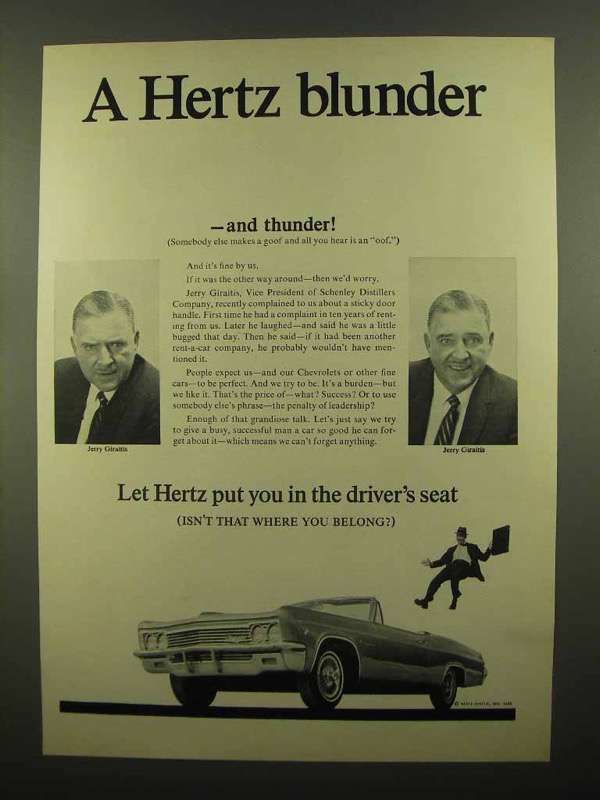 A Hertz blunder
—and thunder!
(Somebody else makes a goof and all you hear is an “oof.”)
And it's fine by us.
If it was the other way around—then we'd worry.
Jerry Giraitis, Vice President of Schenley Distillers
Company, recently complained to us about a sticky door
handle. First time he had a complaint in ten years of rent-
ing from us. Later he laughed—and said he was a little
bugged that day. Then he said—if it had been another
rent-a-car company, he probably wouldn't have men-
tioned it.
People expect us—and our Chevrolets or other fine
cars—to be perfect. And we try to be. It's a burden—but
we like it. That's the price of—what? Success? Or to use
somebody else's phrase—the penalty of leadership?
Enough of that grandiose talk. Let's just say we try
to give a busy, successful man a car so good he can for-
get about it—which means we can't forget anything.
Jerry Giraitis
Jerry Giraitis
Let Hertz put you in the driver's seat
(ISN'T THAT WHERE YOU BELONG?)
© HERTZ SYSTEM, INC.